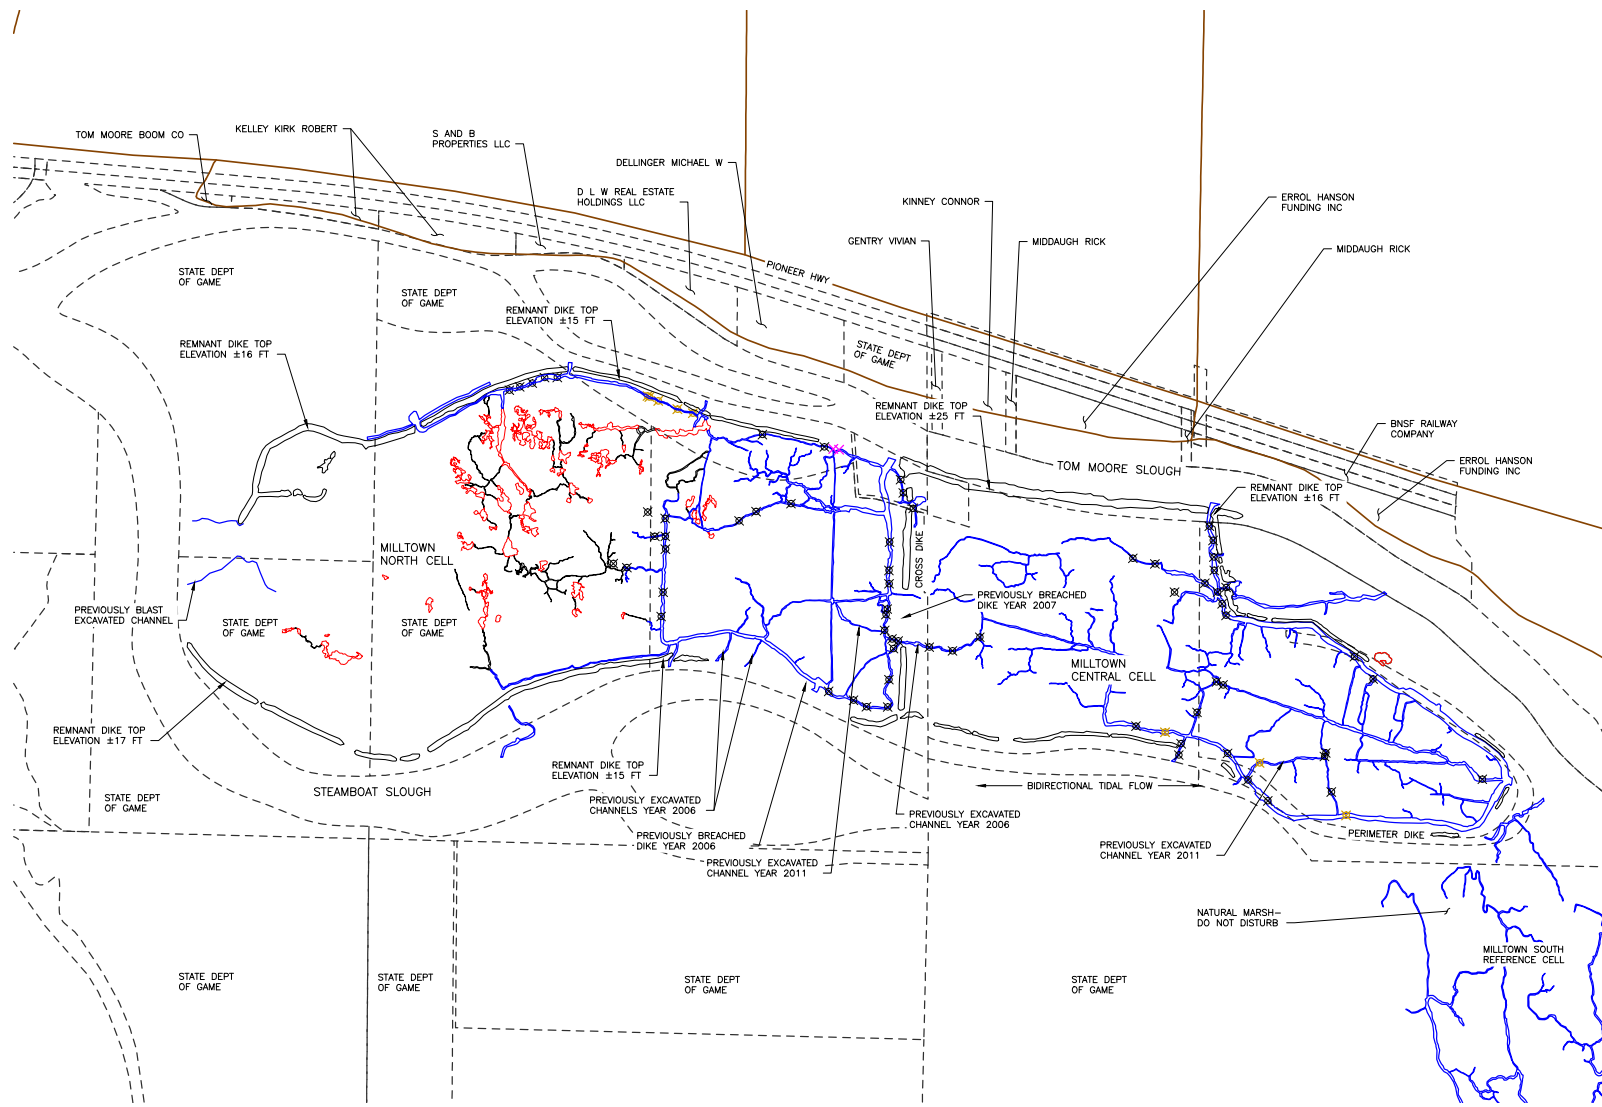 TOM MOORE BOOM CO
KELLEY KIRK ROBERT
S AND B
PROPERTIES LLC
DELLINGER MICHAEL W
D L W REAL ESTATE
HOLDINGS LLC
KINNEY CONNOR
ERROL HANSON
FUNDING INC
GENTRY VIVIAN
MIDDAUGH RICK
MIDDAUGH RICK
PIONEER HWY
STATE DEPT
OF GAME
STATE DEPT
OF GAME
REMNANT DIKE TOP
ELEVATION ±15 FT
REMNANT DIKE TOP
ELEVATION ±16 FT
STATE DEPT
OF GAME
REMNANT DIKE TOP
ELEVATION ±25 FT
BNSF RAILWAY
COMPANY
TOM MOORE SLOUGH
ERROL HANSON
FUNDING INC
REMNANT DIKE TOP
ELEVATION ±16 FT
MILLTOWN
NORTH CELL
CROSS DIKE
PREVIOUSLY BREACHED
DIKE YEAR 2007
PREVIOUSLY BLAST
EXCAVATED CHANNEL
STATE DEPT
OF GAME
STATE DEPT
OF GAME
MILLTOWN
CENTRAL CELL
REMNANT DIKE TOP
ELEVATION ±17 FT
REMNANT DIKE TOP
ELEVATION ±15 FT
STEAMBOAT SLOUGH
BIDIRECTIONAL TIDAL FLOW
STATE DEPT
OF GAME
PREVIOUSLY EXCAVATED
CHANNELS YEAR 2006
PREVIOUSLY EXCAVATED
CHANNEL YEAR 2006
PREVIOUSLY BREACHED
DIKE YEAR 2006
PERIMETER DIKE
PREVIOUSLY EXCAVATED
CHANNEL YEAR 2011
PREVIOUSLY EXCAVATED
CHANNEL YEAR 2011
NATURAL MARSH-
DO NOT DISTURB
MILLTOWN SOUTH
REFERENCE CELL
STATE DEPT
OF GAME
STATE DEPT
OF GAME
STATE DEPT
OF GAME
STATE DEPT
OF GAME